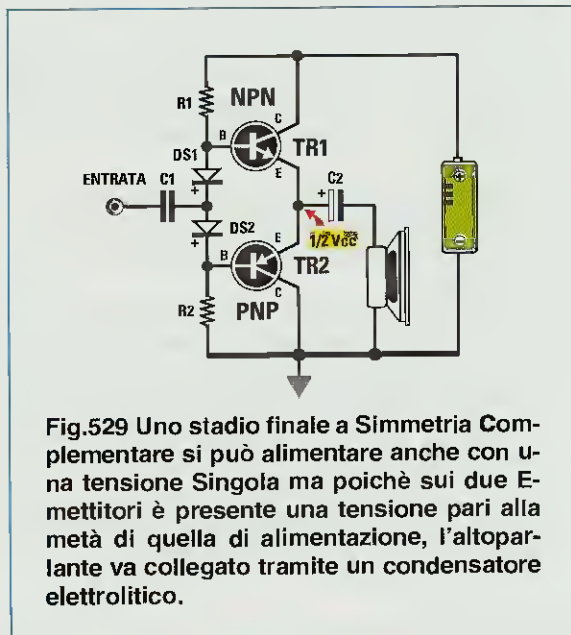 R1
NPN
C
B
TR1
E
DS1
+
ENTRATA
C1
C2
+
1/2 Vcc
DS2
+
E
B
TR2
C
R2
PNP
+
−
Fig.529 Uno stadio finale a Simmetria Com-
plementare si può alimentare anche con u-
na tensione Singola ma poichè sui due E-
mettitori è presente una tensione pari alla
metà di quella di alimentazione, l'altopar-
lante va collegato tramite un condensatore
elettrolitico.